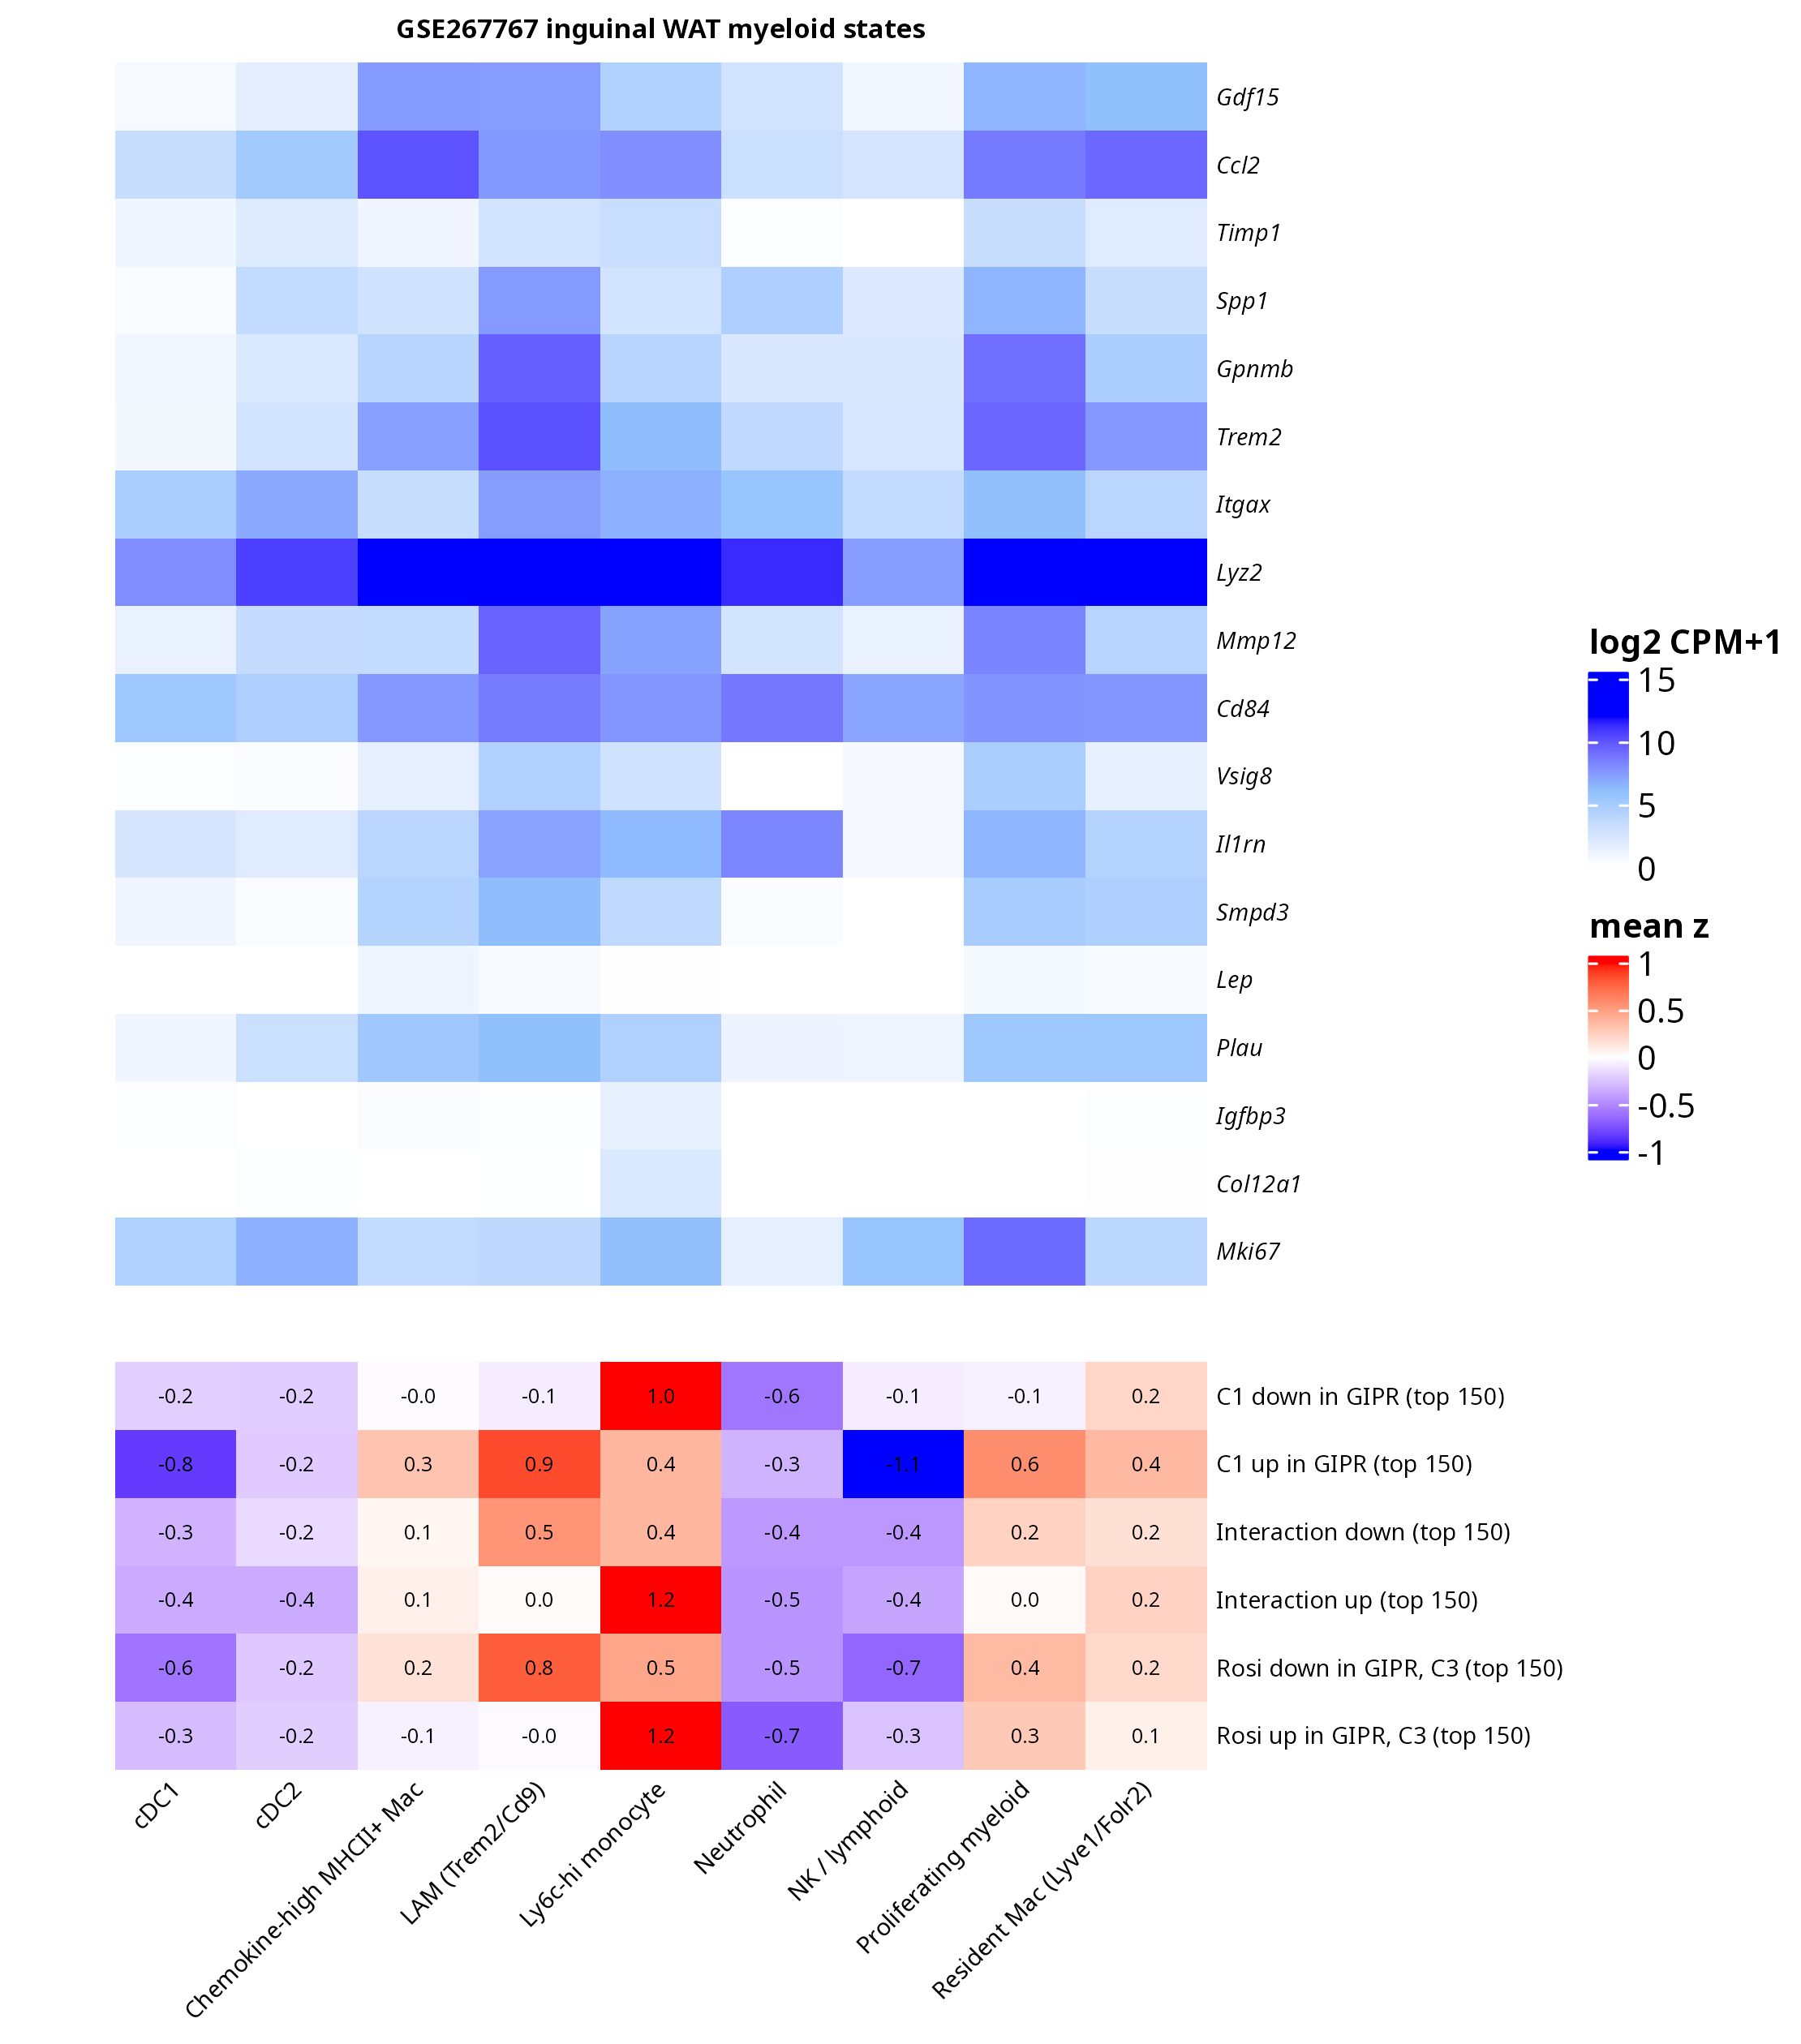 GSE267767 inguinal WAT myeloid states
Gdf15
Ccl2
Timp1
Spp1
Gpnmb
Trem2
Itgax
Lyz2
Mmp12
Cd84
Vsig8
Il1rn
Smpd3
Lep
Plau
Igfbp3
Col12a1
Mki67
log2 CPM+1
15
10
5
0
mean z
1
0.5
0
-0.5
-1
-0.2 -0.2 -0.0 -0.1 1.0 -0.6 -0.1 -0.1 0.2 C1 down in GIPR (top 150)
-0.8 -0.2 0.3 0.9 0.4 -0.3 -1.1 0.6 0.4 C1 up in GIPR (top 150)
-0.3 -0.2 0.1 0.5 0.4 -0.4 -0.4 0.2 0.2 Interaction down (top 150)
-0.4 -0.4 0.1 0.0 1.2 -0.5 -0.4 0.0 0.2 Interaction up (top 150)
-0.6 -0.2 0.2 0.8 0.5 -0.5 -0.7 0.4 0.2 Rosi down in GIPR, C3 (top 150)
-0.3 -0.2 -0.1 -0.0 1.2 -0.7 -0.3 0.3 0.1 Rosi up in GIPR, C3 (top 150)
cDC1
cDC2
Chemokine-high MHCII+ Mac
LAM (Trem2/Cd9)
Ly6c-hi monocyte
Neutrophil
NK / lymphoid
Proliferating myeloid
Resident Mac (Lyve1/Folr2)